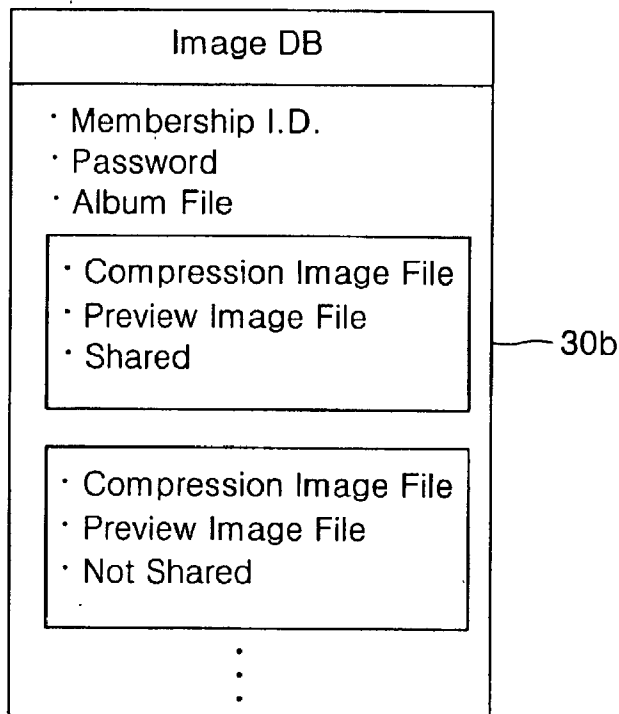 Image DB
· Membership I.D.
· Password
· Album File
· Compression Image File
· Preview Image File
· Shared
30b
· Compression Image File
· Preview Image File
· Not Shared